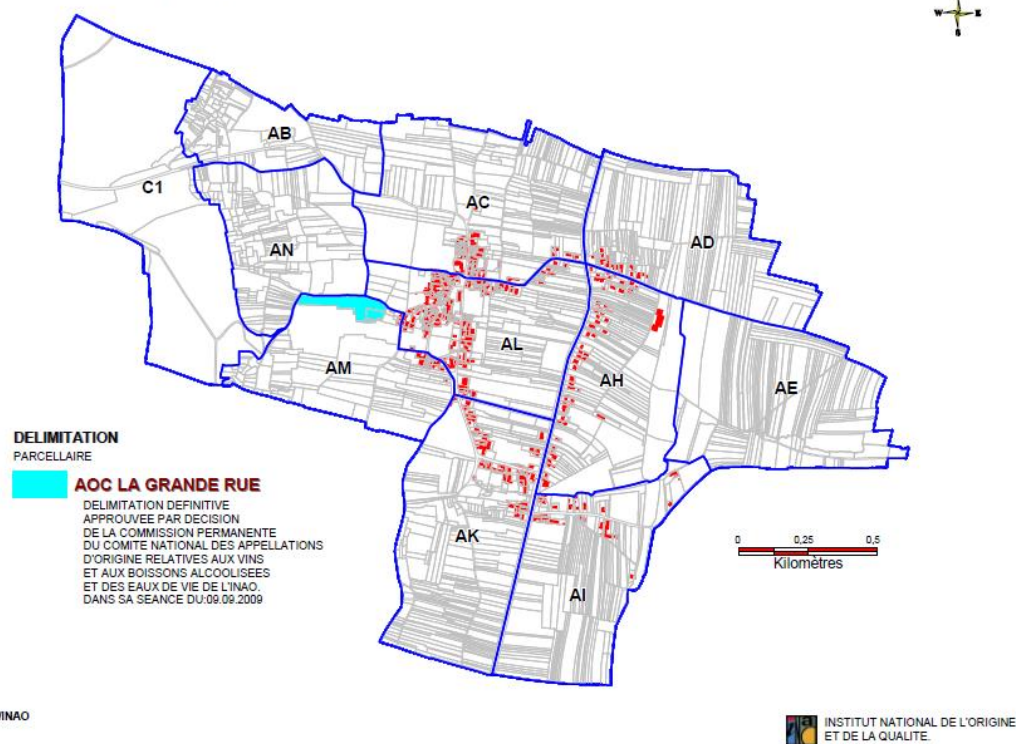 W E
S
AB
C1
AC
AD
AN
AL
AM
AH
AE
DELIMITATION
PARCELLAIRE
AOC LA GRANDE RUE
DELIMITATION DEFINITIVE
APPROUVEE PAR DECISION
DE LA COMMISSION PERMANENTE
DU COMITE NATIONAL DES APPELLATIONS
D'ORIGINE RELATIVES AUX VINS
ET AUX BOISSONS ALCOOLISEES
ET DES EAUX DE VIE DE L'INAO.
DANS SA SEANCE DU:09.09.2009
AK
AI
0 0,25 0,5
Kilomètres
/INAO
INSTITUT NATIONAL DE L'ORIGINE
ET DE LA QUALITE.